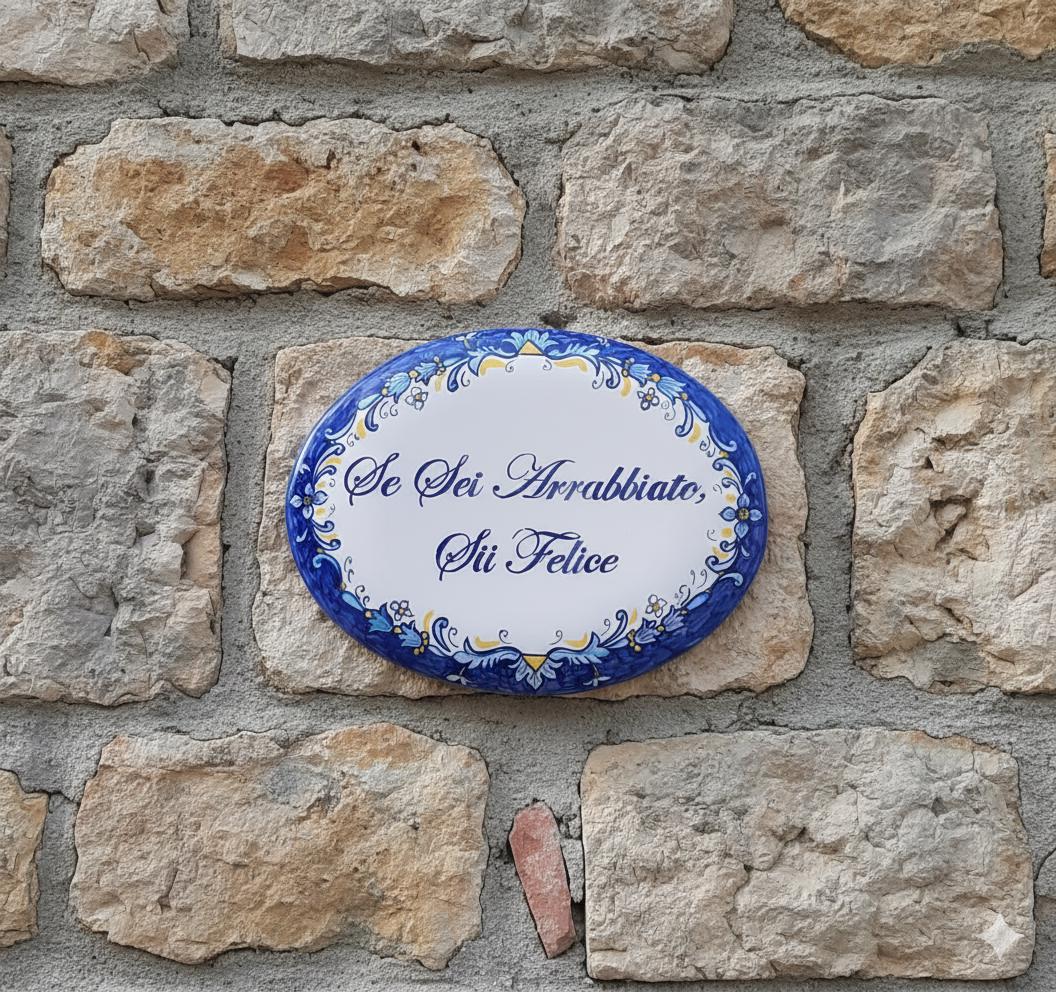 Se Sei Arrabbiato,
Sii Felice